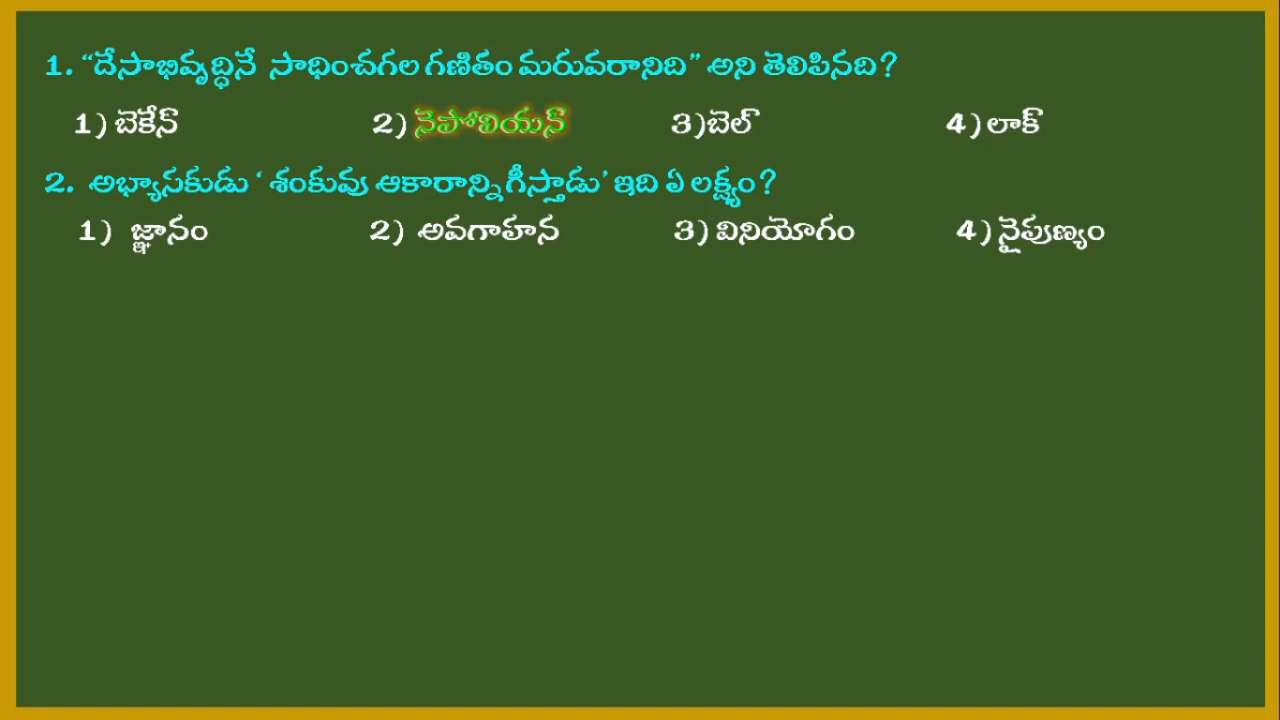 1. “దేసాభివృద్ధినే సాధించగల గణితం మరువరానిది” అని తెలిపినది?
1) బెకేన్ 2) నెపోలియన్ 3)బెల్ 4)లాక్
2. అభ్యాసకుడు ‘ శంకువు ఆకారాన్ని గీస్తాడు’ ఇది ఏ లక్ష్యం?
1) జ్ఞానం 2) అవగాహన 3)వినియోగం 4)నైపుణ్యం